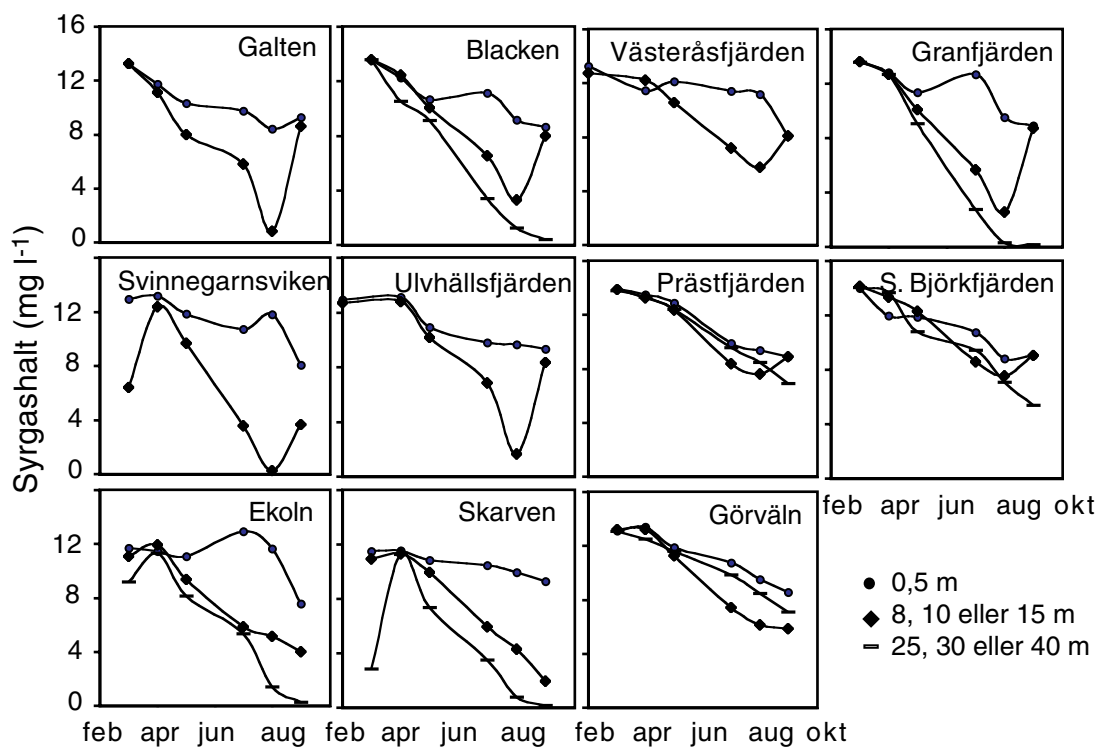 16
12
8
4
0
Galten
Blacken
Västeråsfjärden
Granfjärden
Syrgashalt (mg l-1)
12
8
4
0
Svinnegarnsviken
Ulvhällsfjärden
Prästfjärden
S. Björkfjärden
feb apr jun aug okt
12
8
4
0
Ekoln
Skarven
Görväln
0,5 m
8, 10 eller 15 m
25, 30 eller 40 m
feb apr jun aug feb apr jun aug feb apr jun aug okt